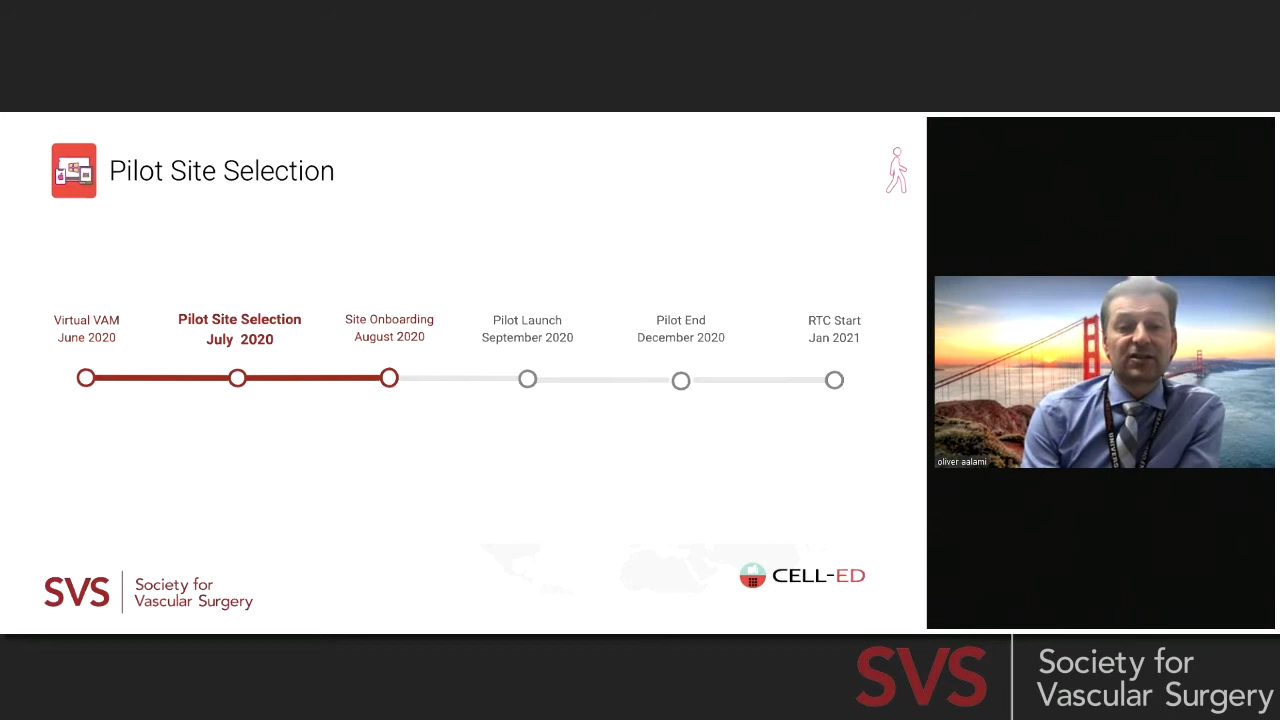 Pilot Site Selection
Virtual VAM
June 2020
Pilot Site Selection
July 2020
Site Onboarding
August 2020
Pilot Launch
September 2020
Pilot End
December 2020
RTC Start
Jan 2021
oliver aalami
SVS
Society for
Vascular Surgery
CELL-ED
SVS
Society for
Vascular Surgery